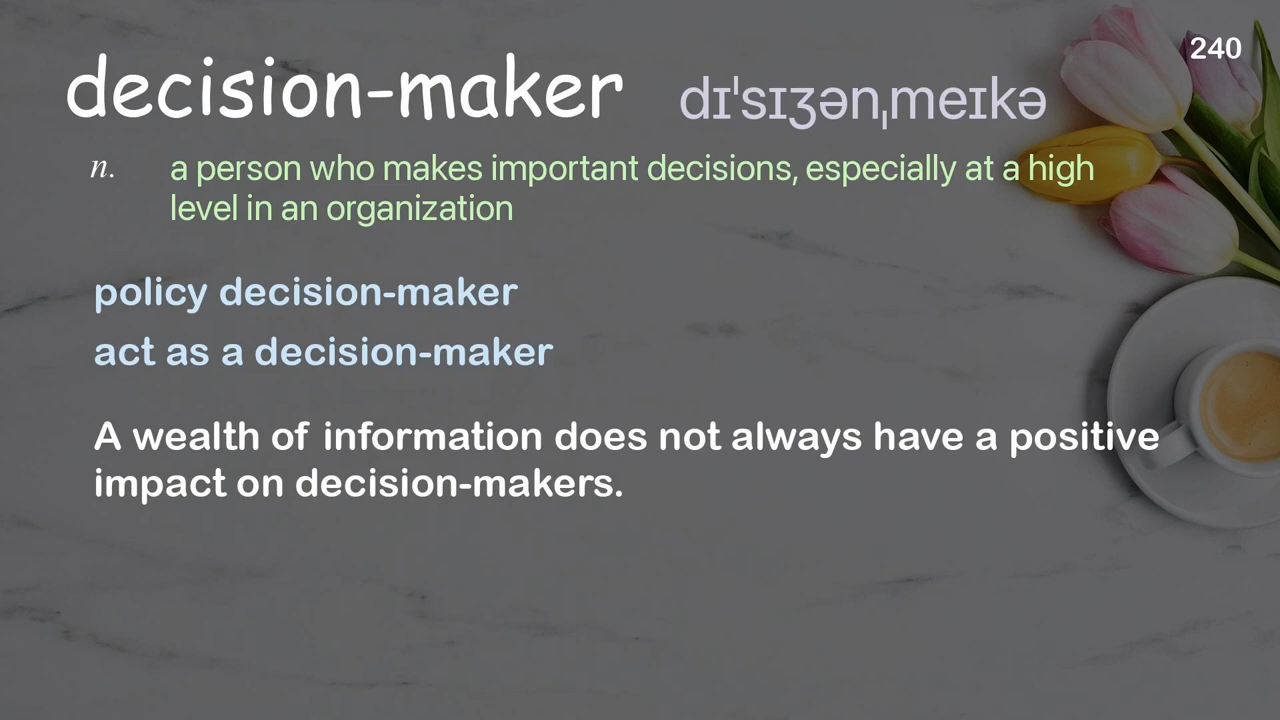 240
decision-maker dɪˈsɪʒənˌmeɪkə
n. a person who makes important decisions, especially at a high
level in an organization
policy decision-maker
act as a decision-maker
A wealth of information does not always have a positive
impact on decision-makers.